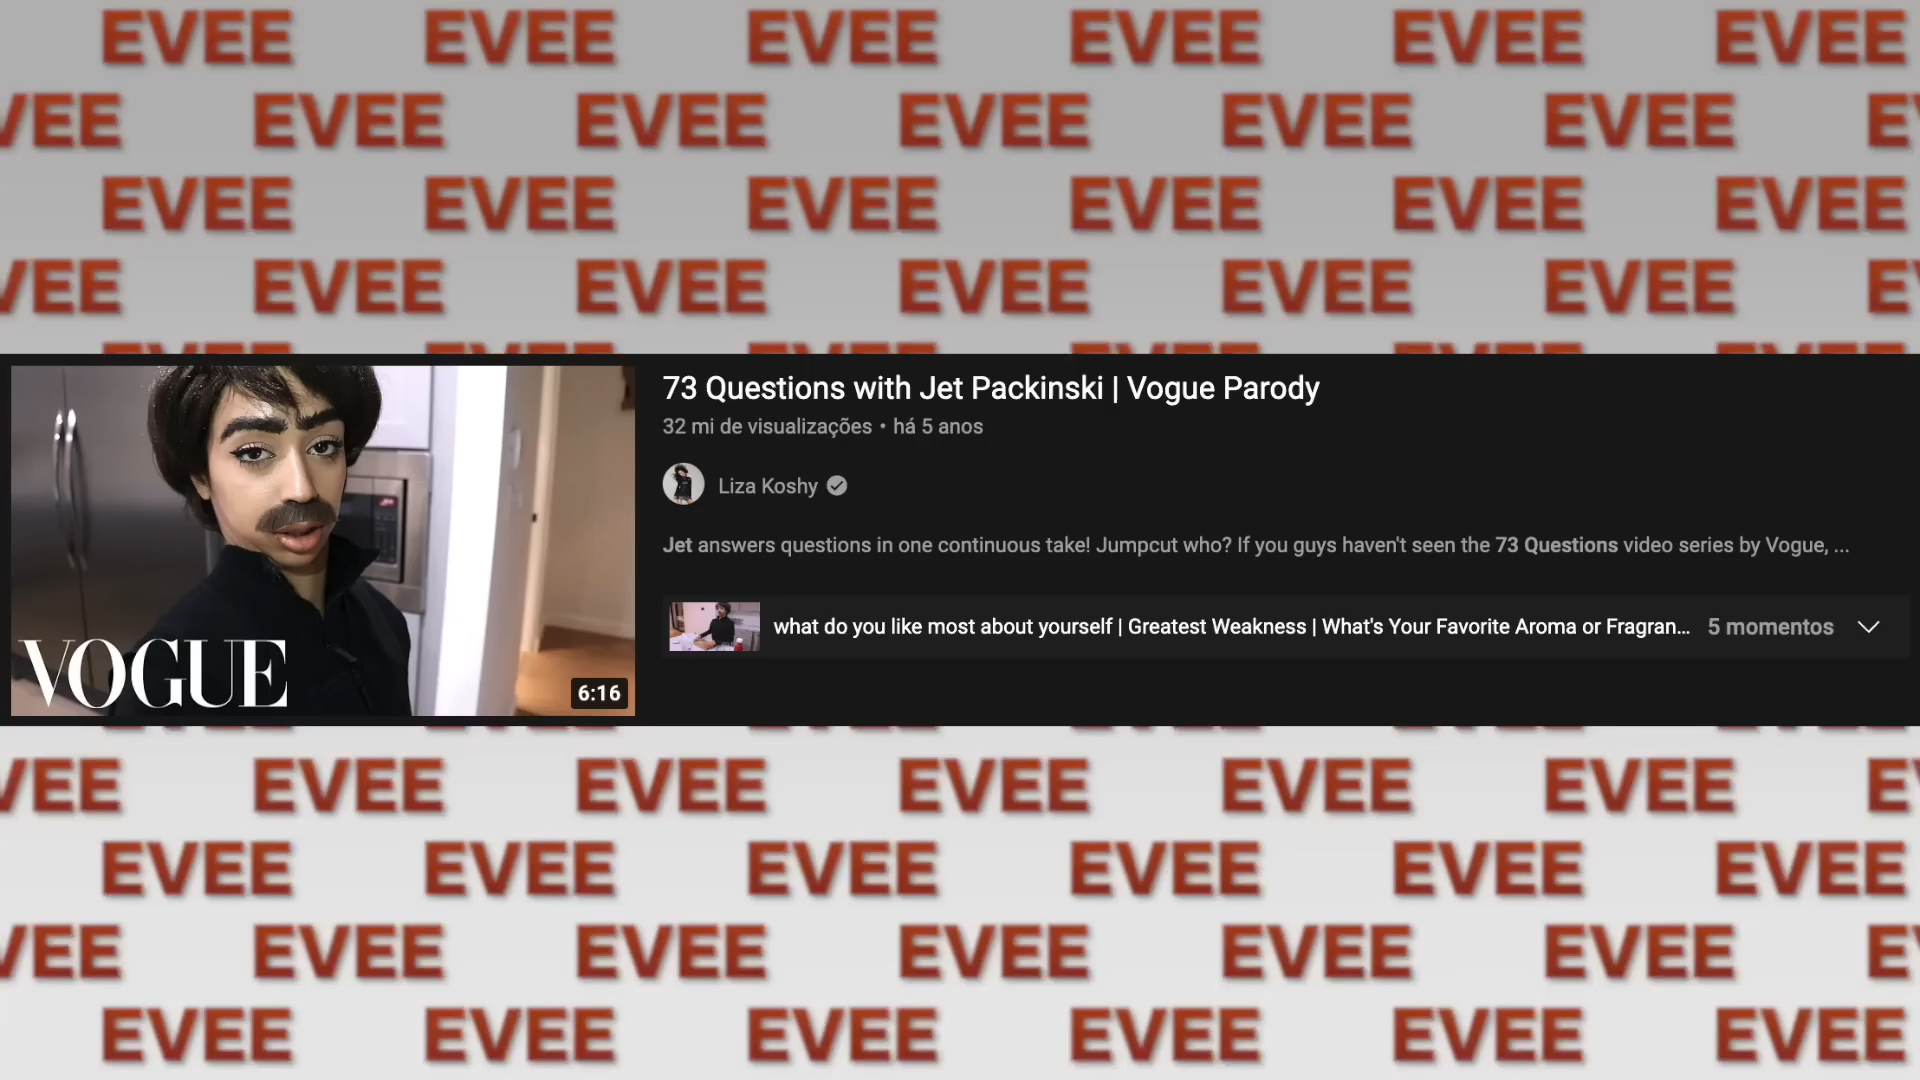 EVEE EVEE EVEE EVEE EVEE EVEE
VEE EVEE EVEE EVEE EVEE EVEE E
EVEE EVEE EVEE EVEE EVEE EVEE
VEE EVEE EVEE EVEE EVEE EVEE E
73 Questions with Jet Packinski | Vogue Parody
32 mi de visualizações • há 5 anos
Liza Koshy
Jet answers questions in one continuous take! Jumpcut who? If you guys haven't seen the 73 Questions video series by Vogue, ...
what do you like most about yourself | Greatest Weakness | What's Your Favorite Aroma or Fragran... 5 momentos
VOGUE
6:16
VEE EVEE EVEE EVEE EVEE EVEE E
EVEE EVEE EVEE EVEE EVEE EVEE
VEE EVEE EVEE EVEE EVEE EVEE E
EVEE EVEE EVEE EVEE EVEE EVEE